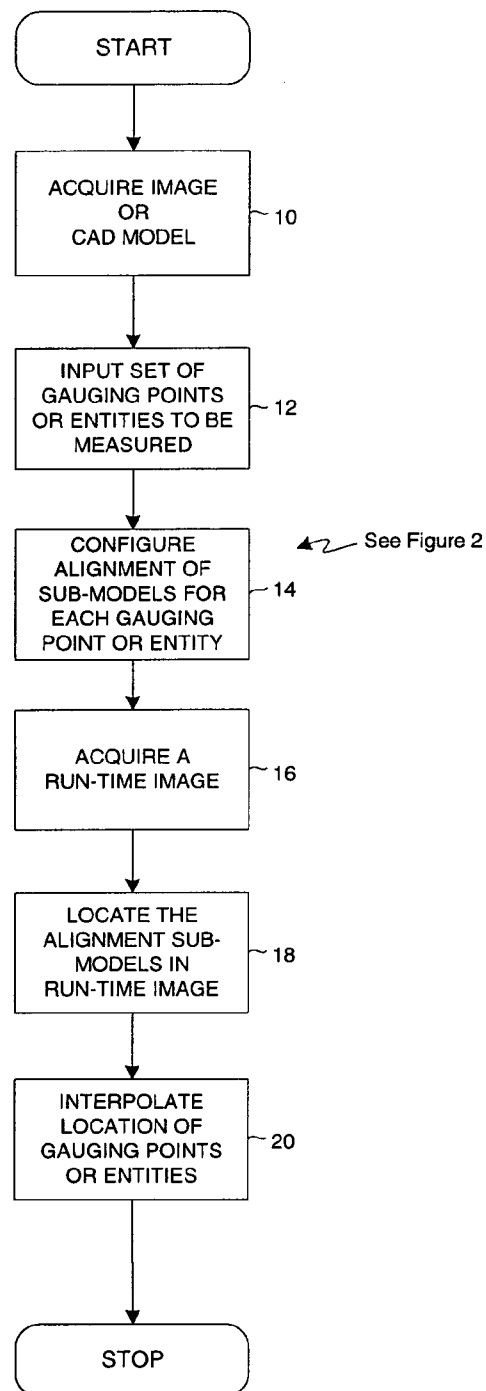 START
ACQUIRE IMAGE
OR
CAD MODEL
10
INPUT SET OF
GAUGING POINTS
OR ENTITIES TO BE
MEASURED
12
CONFIGURE
ALIGNMENT OF
SUB-MODELS FOR
EACH GAUGING
POINT OR ENTITY
14
See Figure 2
ACQUIRE A
RUN-TIME IMAGE
16
LOCATE THE
ALIGNMENT SUB-
MODELS IN
RUN-TIME IMAGE
18
INTERPOLATE
LOCATION OF
GAUGING POINTS
OR ENTITIES
20
STOP